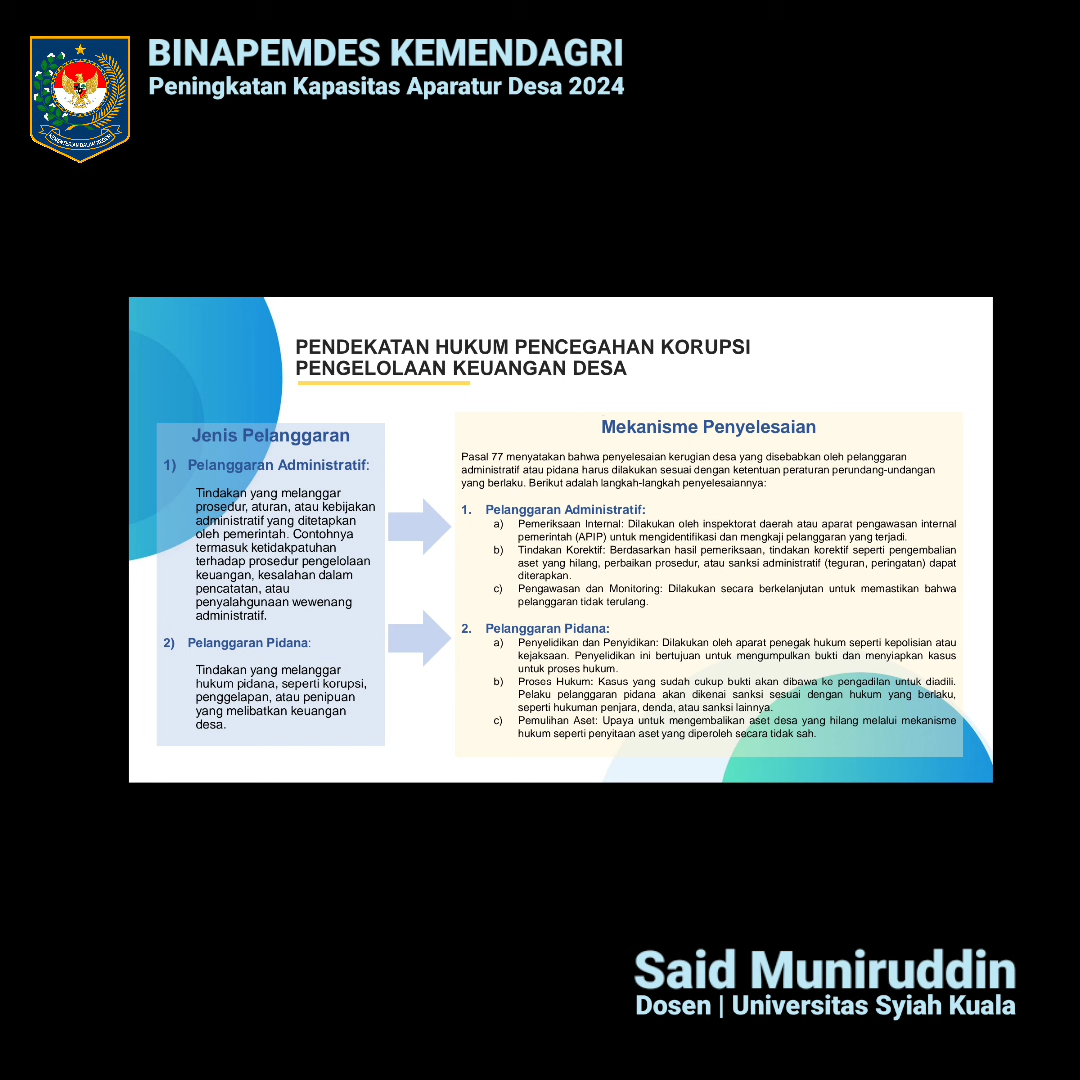 BINAPEMDES KEMENDAGRI
Peningkatan Kapasitas Aparatur Desa 2024
KEMENTERIAN DALAM NEGERI
PENDEKATAN HUKUM PENCEGAHAN KORUPSI
PENGELOLAAN KEUANGAN DESA
Jenis Pelanggaran
1) Pelanggaran Administratif:
Tindakan yang melanggar
prosedur, aturan, atau kebijakan
administratif yang ditetapkan
oleh pemerintah. Contohnya
termasuk ketidakpatuhan
terhadap prosedur pengelolaan
keuangan, kesalahan dalam
pencatatan, atau
penyalahgunaan wewenang
administratif.
2) Pelanggaran Pidana:
Tindakan yang melanggar
hukum pidana, seperti korupsi,
penggelapan, atau penipuan
yang melibatkan keuangan
desa.
Mekanisme Penyelesaian
Pasal 77 menyatakan bahwa penyelesaian kerugian desa yang disebabkan oleh pelanggaran
administratif atau pidana harus dilakukan sesuai dengan ketentuan peraturan perundang-undangan
yang berlaku. Berikut adalah langkah-langkah penyelesaiannya:
1. Pelanggaran Administratif:
a) Pemeriksaan Internal: Dilakukan oleh inspektorat daerah atau aparat pengawasan internal
pemerintah (APIP) untuk mengidentifikasi dan mengkaji pelanggaran yang terjadi.
b) Tindakan Korektif: Berdasarkan hasil pemeriksaan, tindakan korektif seperti pengembalian
aset yang hilang, perbaikan prosedur, atau sanksi administratif (teguran, peringatan) dapat
diterapkan.
c) Pengawasan dan Monitoring: Dilakukan secara berkelanjutan untuk memastikan bahwa
pelanggaran tidak terulang.
2. Pelanggaran Pidana:
a) Penyelidikan dan Penyidikan: Dilakukan oleh aparat penegak hukum seperti kepolisian atau
kejaksaan. Penyelidikan ini bertujuan untuk mengumpulkan bukti dan menyiapkan kasus
untuk proses hukum.
b) Proses Hukum: Kasus yang sudah cukup bukti akan dibawa ke pengadilan untuk diadili.
Pelaku pelanggaran pidana akan dikenai sanksi sesuai dengan hukum yang berlaku,
seperti hukuman penjara, denda, atau sanksi lainnya.
c) Pemulihan Aset: Upaya untuk mengembalikan aset desa yang hilang melalui mekanisme
hukum seperti penyitaan aset yang diperoleh secara tidak sah.
Said Muniruddin
Dosen | Universitas Syiah Kuala